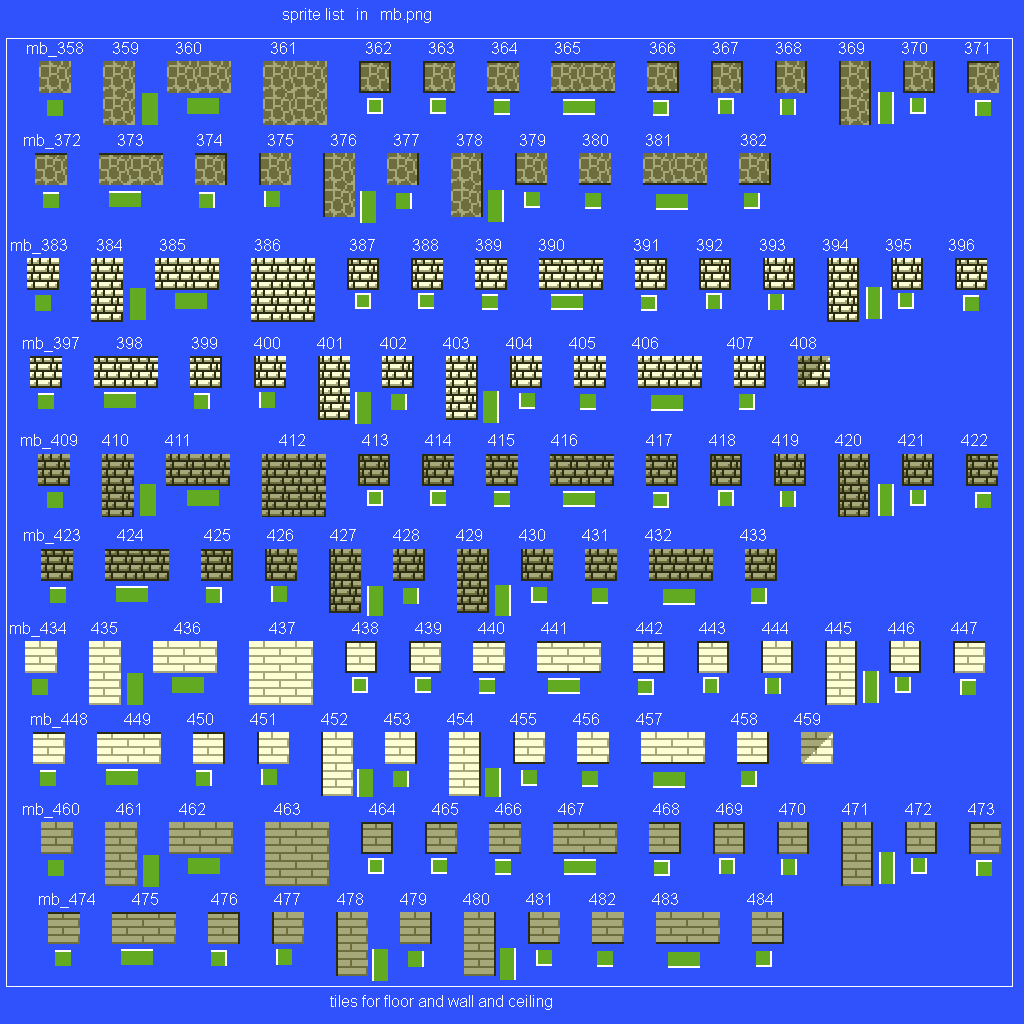 sprite list in mb.png
mb_358 359 360 361 362 363 364 365 366 367 368 369 370 371
mb_372 373 374 375 376 377 378 379 380 381 382
mb_383 384 385 386 387 388 389 390 391 392 393 394 395 396
mb_397 398 399 400 401 402 403 404 405 406 407 408
mb_409 410 411 412 413 414 415 416 417 418 419 420 421 422
mb_423 424 425 426 427 428 429 430 431 432 433
mb_434 435 436 437 438 439 440 441 442 443 444 445 446 447
mb_448 449 450 451 452 453 454 455 456 457 458 459
mb_460 461 462 463 464 465 466 467 468 469 470 471 472 473
mb_474 475 476 477 478 479 480 481 482 483 484
tiles for floor and wall and ceiling